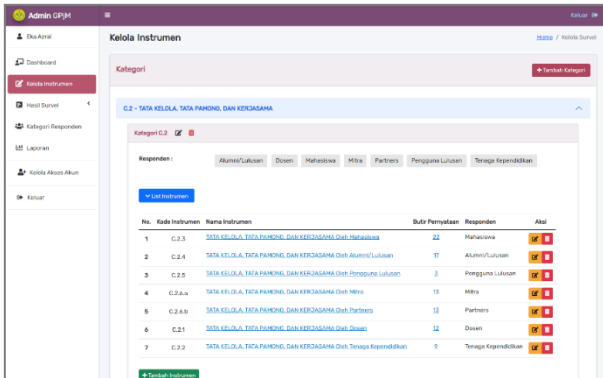 Admin GPjM
Keluar
Eka Azral
Dashboard
Kelola Instrumen
Hasil Survei
Kategori Responden
Laporan
Kelola Akses Akun
Keluar
Kelola Instrumen
Home / Kelola Survei
Kategori
+ Tambah Kategori
C.2 - TATA KELOLA, TATA PAMONG, DAN KERJASAMA
Kategori C.2
Responden :
Alumni/Lulusan Dosen Mahasiswa Mitra Partners Pengguna Lulusan Tenaga Kependidikan
List Instrumen
No. Kode Instrumen Nama Instrumen Butir Pernyataan Responden Aksi
1 C.2.3 TATA KELOLA, TATA PAMONG, DAN KERJASAMA Oleh Mahasiswa 22 Mahasiswa
2 C.2.4 TATA KELOLA, TATA PAMONG, DAN KERJASAMA Oleh Alumni/Lulusan 17 Alumni/Lulusan
3 C.2.5 TATA KELOLA, TATA PAMONG, DAN KERJASAMA Oleh Pengguna Lulusan Pengguna Lulusan
4 C.2.6.a TATA KELOLA, TATA PAMONG, DAN KERJASAMA Oleh Mitra 13 Mitra
5 C.2.6.b TATA KELOLA, TATA PAMONG, DAN KERJASAMA Oleh Partners 13 Partners
6 C.2.1 TATA KELOLA, TATA PAMONG, DAN KERJASAMA Oleh Dosen 12 Dosen
7 C.2.2 TATA KELOLA, TATA PAMONG, DAN KERJASAMA Oleh Tenaga Kependidikan 9 Tenaga Kependidikan
+ Tambah Instrumen